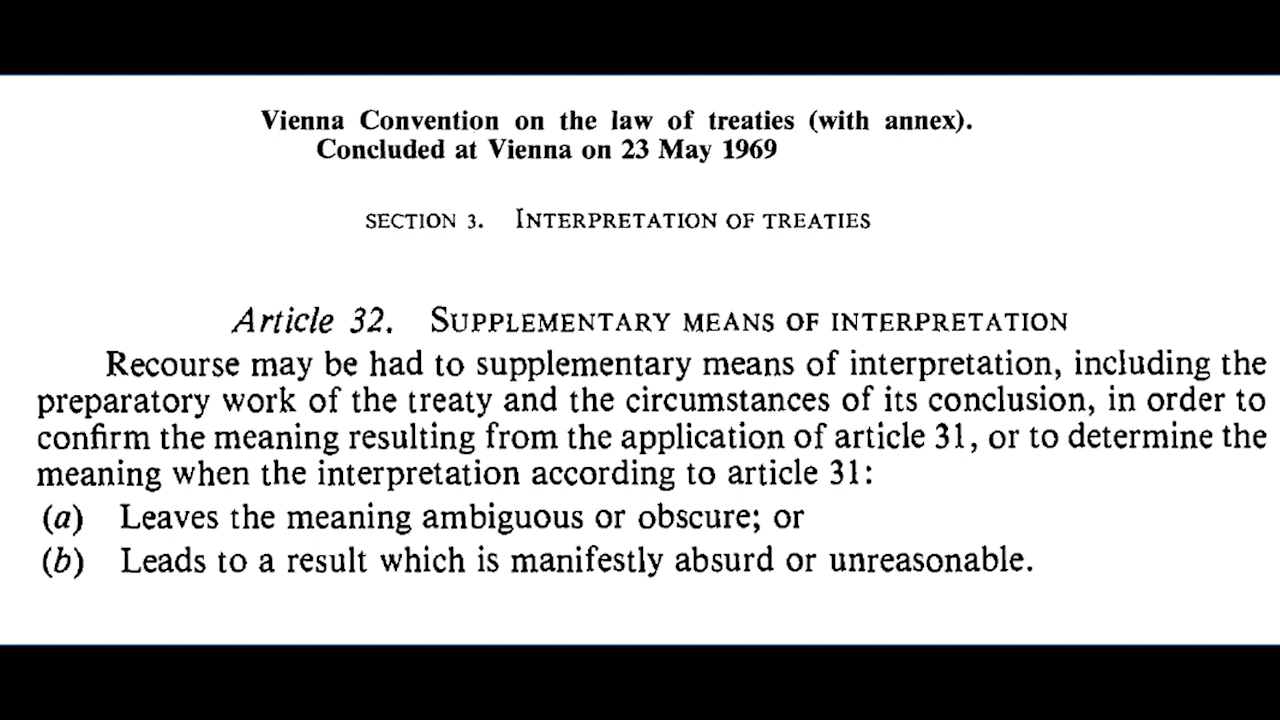 Vienna Convention on the law of treaties (with annex).
Concluded at Vienna on 23 May 1969
SECTION 3. INTERPRETATION OF TREATIES
Article 32. SUPPLEMENTARY MEANS OF INTERPRETATION
Recourse may be had to supplementary means of interpretation, including the
preparatory work of the treaty and the circumstances of its conclusion, in order to
confirm the meaning resulting from the application of article 31, or to determine the
meaning when the interpretation according to article 31:
(a) Leaves the meaning ambiguous or obscure; or
(b) Leads to a result which is manifestly absurd or unreasonable.